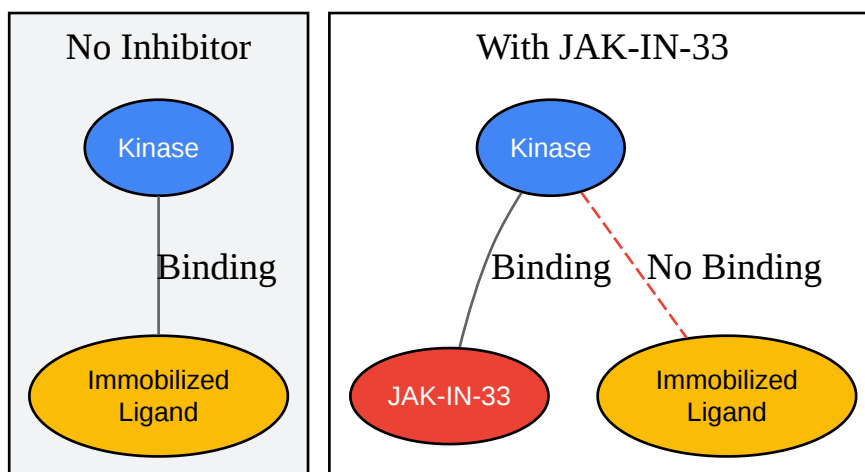 No Inhibitor
Kinase
Binding
Immobilized
Ligand
With JAK-IN-33
Kinase
Binding
No Binding
JAK-IN-33
Immobilized
Ligand